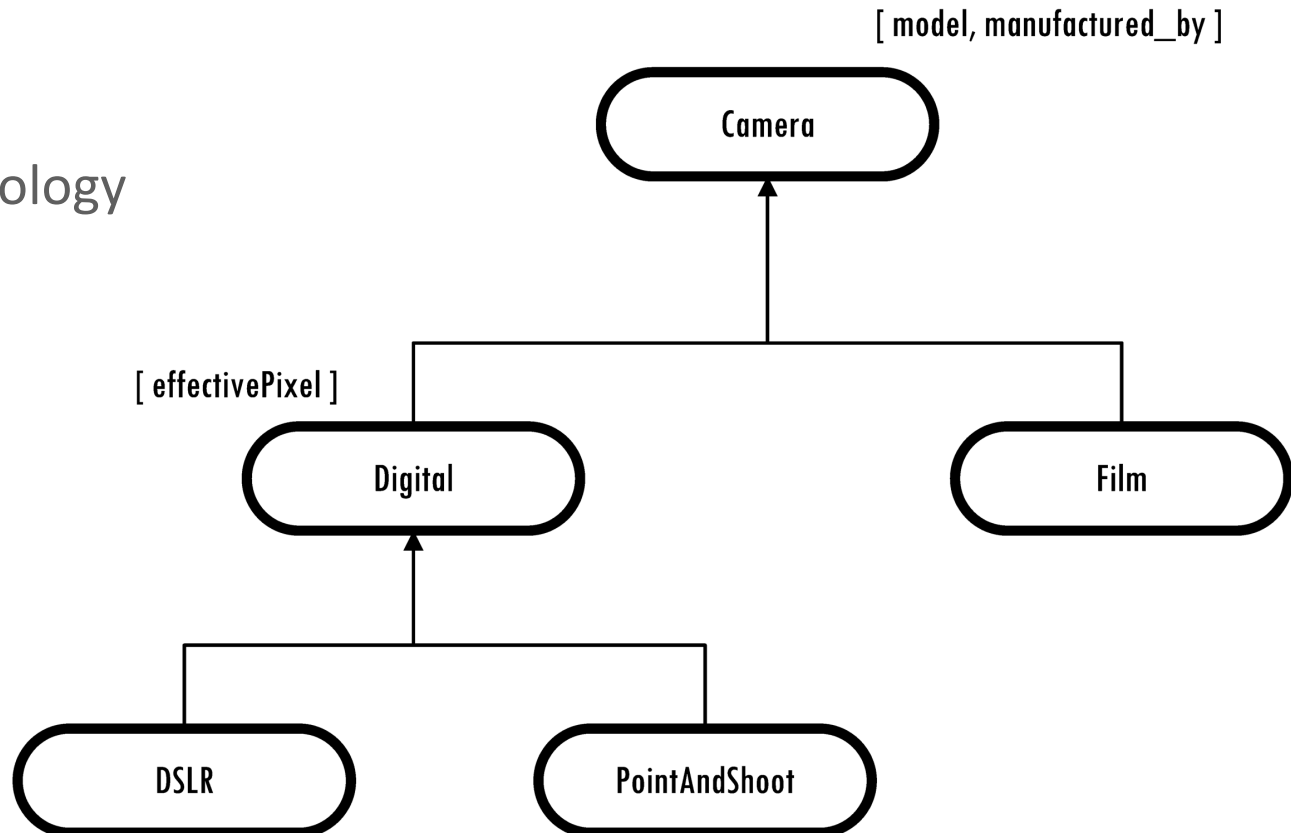 [ model, manufactured_by ]
Camera
ology
[ effectivePixel ]
Digital
Film
DSLR
PointAndShoot